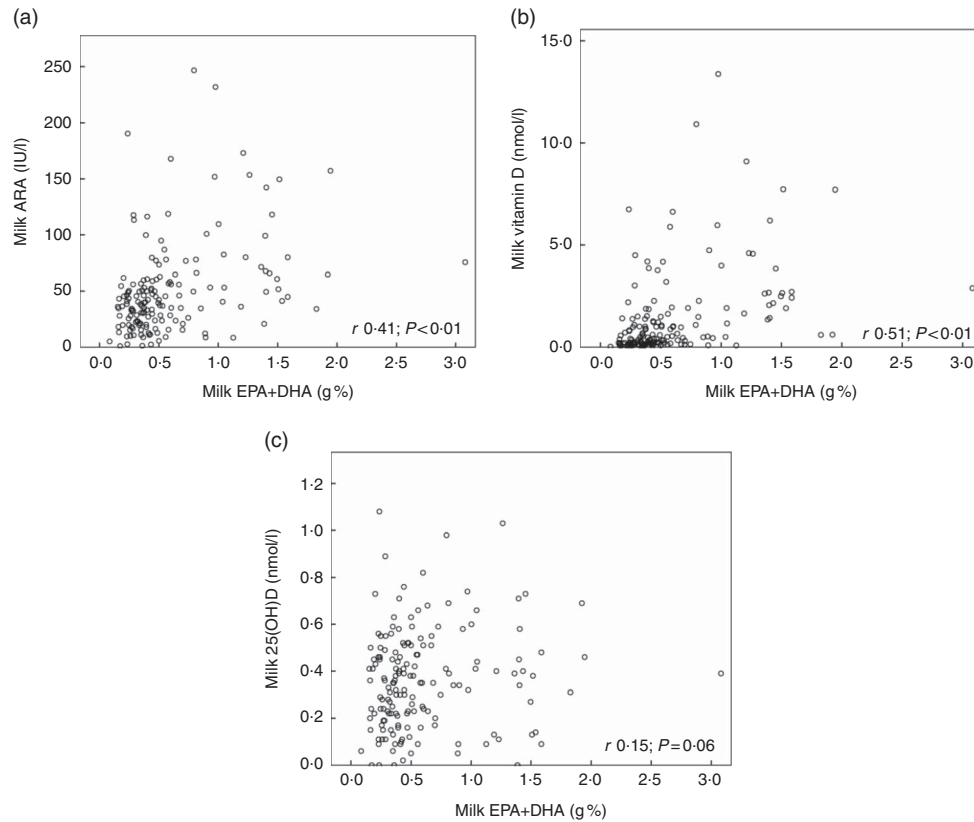 (a)
250
200
150
100
50
0
Milk ARA (IU/l)
0·0 0·5 1·0 1·5 2·0 2·5 3·0
Milk EPA+DHA (g %)
r 0·41; P<0·01
(b)
15·0
10·0
5·0
0·0
Milk vitamin D (nmol/l)
0·0 0·5 1·0 1·5 2·0 2·5 3·0
Milk EPA+DHA (g %)
r 0·51; P<0·01
(c)
1·2
1·0
0·8
0·6
0·4
0·2
0·0
Milk 25(OH)D (nmol/l)
0·0 0·5 1·0 1·5 2·0 2·5 3·0
Milk EPA+DHA (g %)
r 0·15; P=0·06